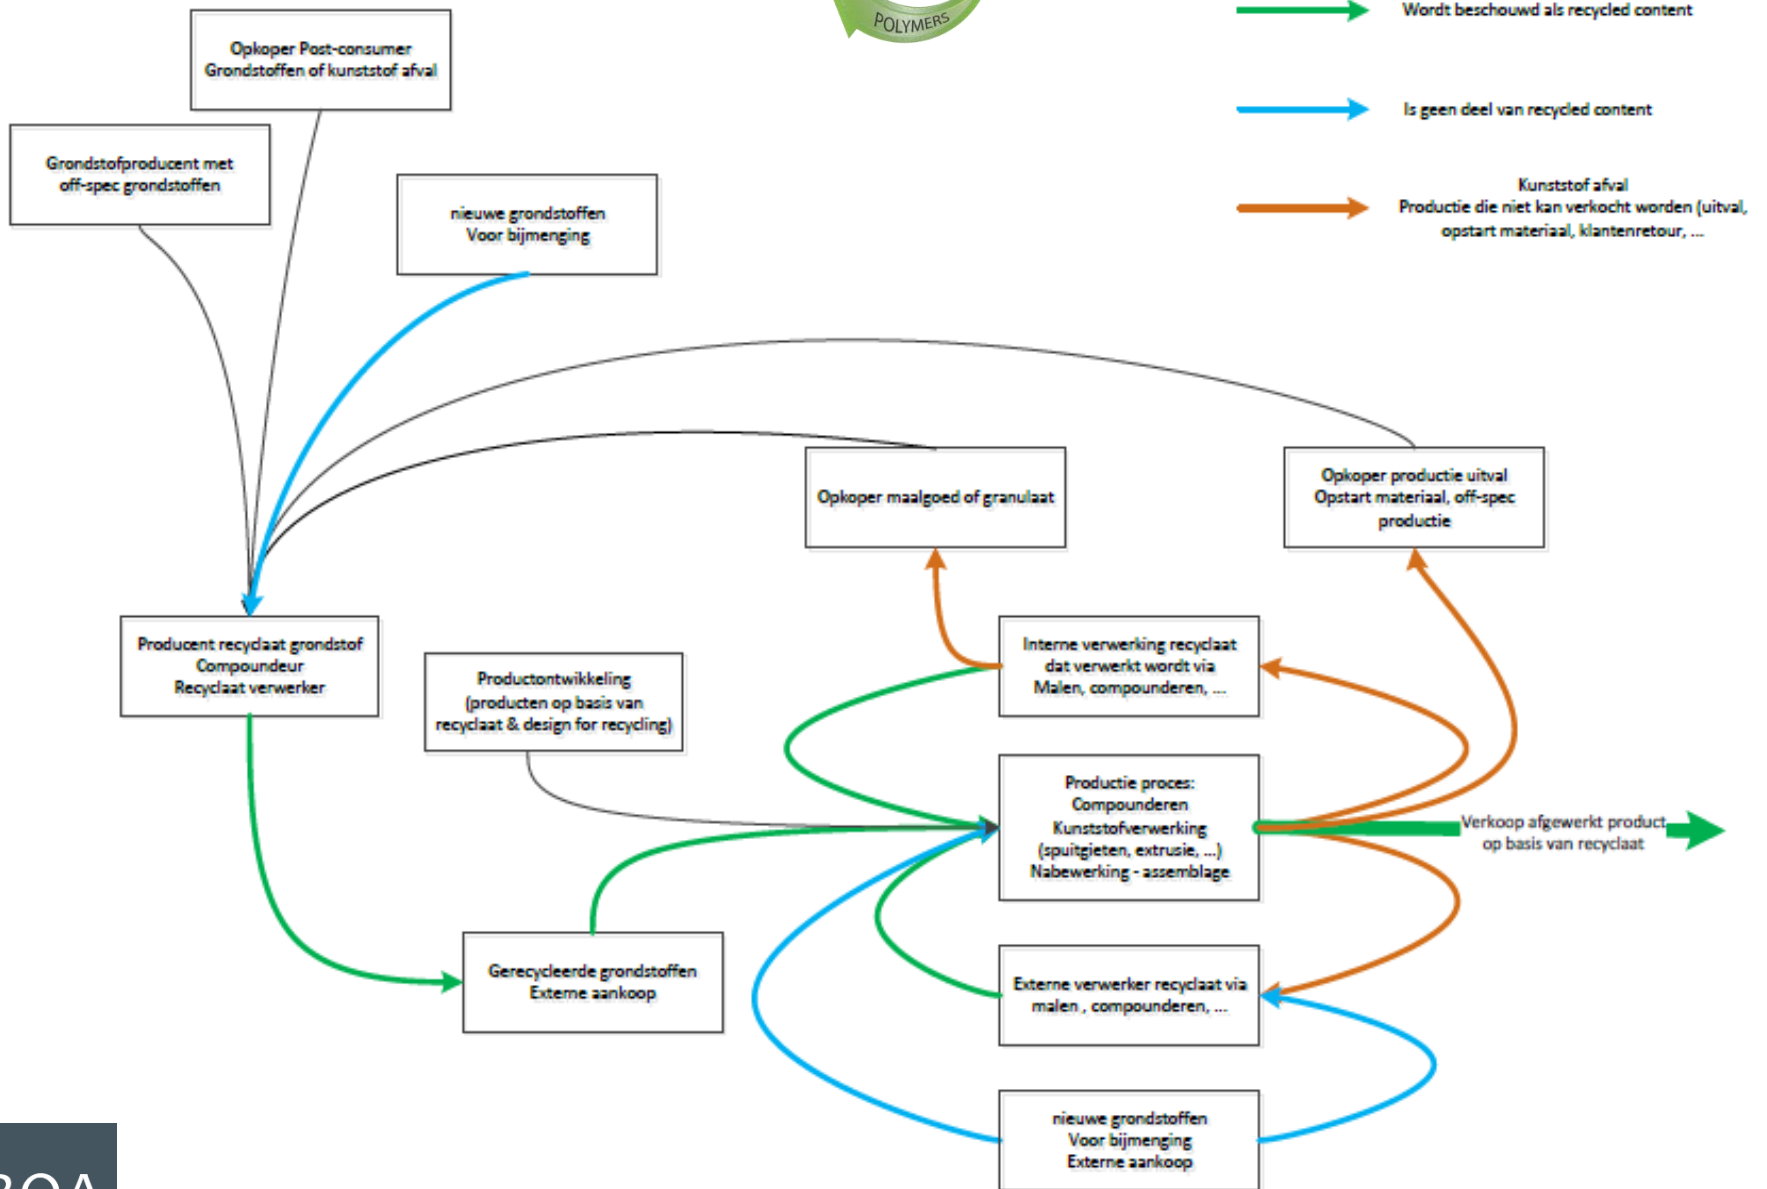 POLYMERS
Wordt beschouwd als recycled content
Is geen deel van recycled content
Kunststof afval
Productie die niet kan verkocht worden (uitval,
opstart materiaal, klantenretour, ...
Opkoper Post-consumer
Grondstoffen of kunststof afval
Grondstofproducent met
off-spec grondstoffen
nieuwe grondstoffen
Voor bijmenging
Opkoper maalgoed of granulaat
Opkoper productie uitval
Opstart materiaal, off-spec
productie
Producent recyclaat grondstof
Compoundeur
Recyclaat verwerker
Productontwikkeling
(producten op basis van
recyclaat & design for recycling)
Interne verwerking recyclaat
dat verwerkt wordt via
Malen, compounderen, ...
Productie proces:
Compounderen
Kunststofverwerking
(spuitgieten, extrusie, ...)
Nabewerking - assemblage
Verkoop afgewerkt product
op basis van recyclaat
Gerecycleerde grondstoffen
Externe aankoop
Externe verwerker recyclaat via
malen , compounderen, ...
nieuwe grondstoffen
Voor bijmenging
Externe aankoop